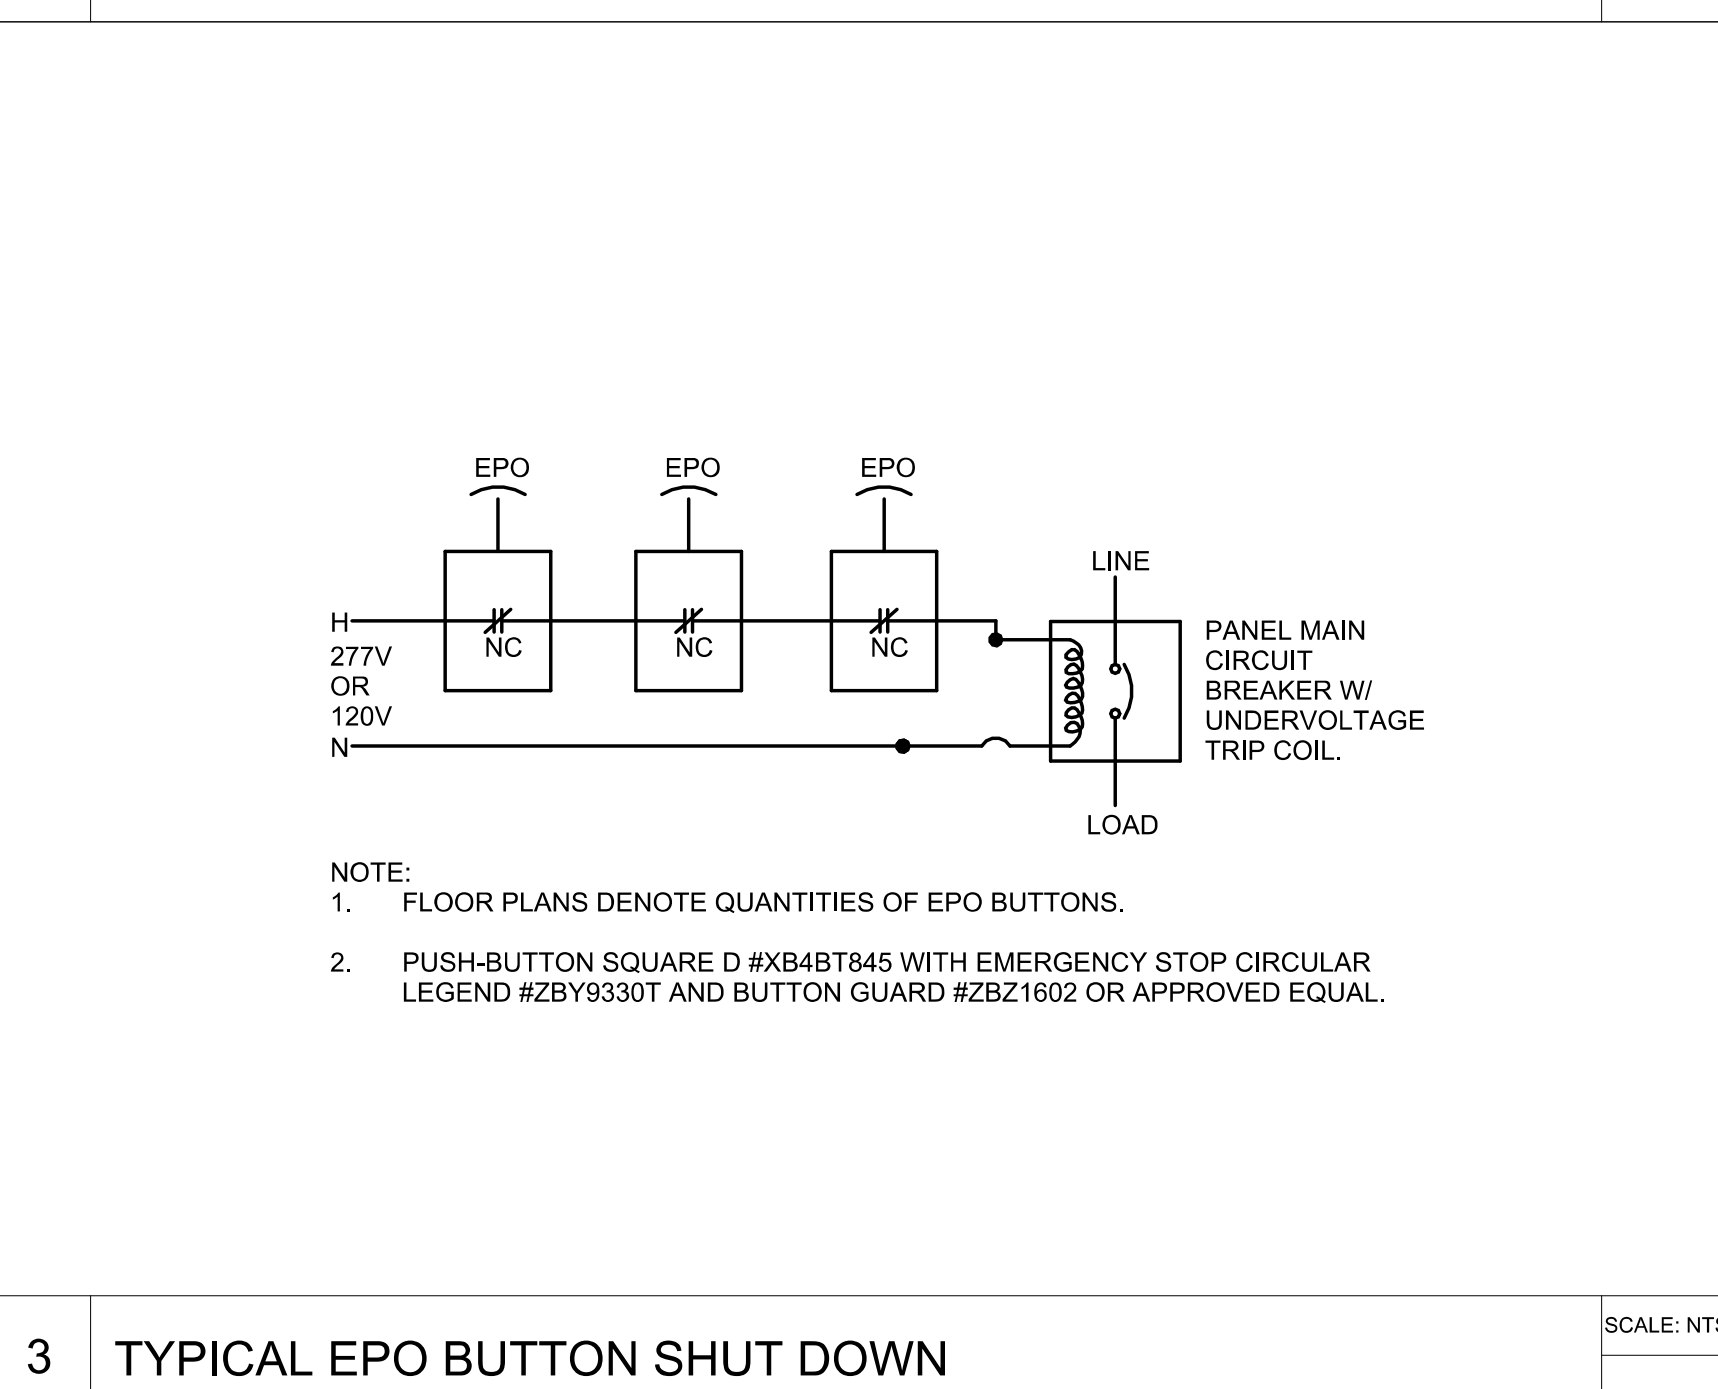 EPO EPO EPO
LINE
H
NC NC NC
277V
OR
120V
N
PANEL MAIN
CIRCUIT
BREAKER W/
UNDERVOLTAGE
TRIP COIL.
LOAD
NOTE:
1. FLOOR PLANS DENOTE QUANTITIES OF EPO BUTTONS.
2. PUSH-BUTTON SQUARE D #XB4BT845 WITH EMERGENCY STOP CIRCULAR
LEGEND #ZBY9330T AND BUTTON GUARD #ZBZ1602 OR APPROVED EQUAL.
3 TYPICAL EPO BUTTON SHUT DOWN
SCALE: NTS